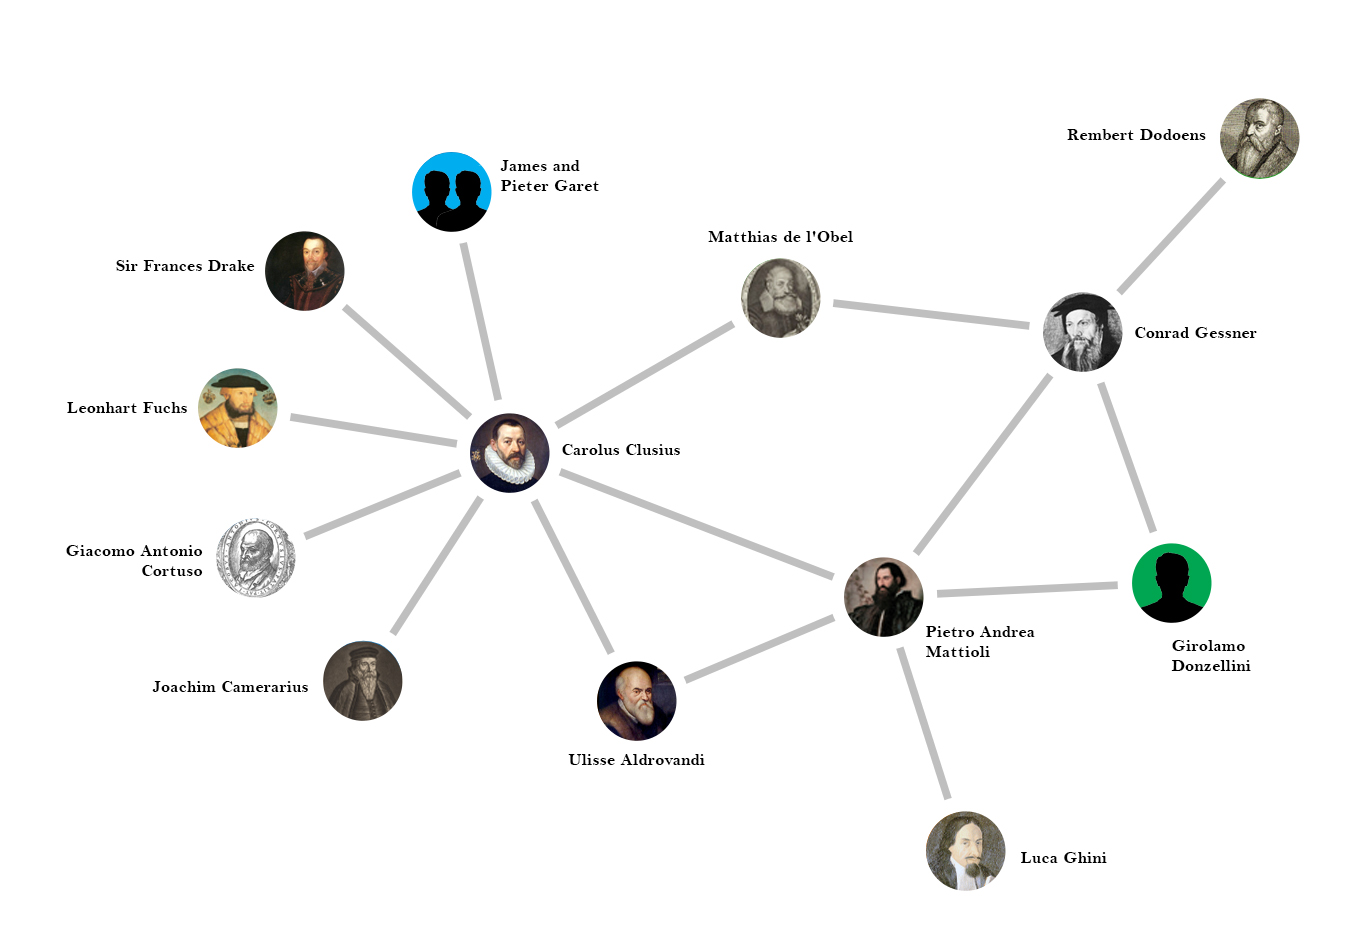 Rembert Dodoens
James and
Pieter Garet
Matthias de l'Obel
Sir Frances Drake
Conrad Gessner
Leonhart Fuchs
Carolus Clusius
Giacomo Antonio
Cortuso
Pietro Andrea
Mattioli
Girolamo
Donzellini
Joachim Camerarius
Ulisse Aldrovandi
Luca Ghini